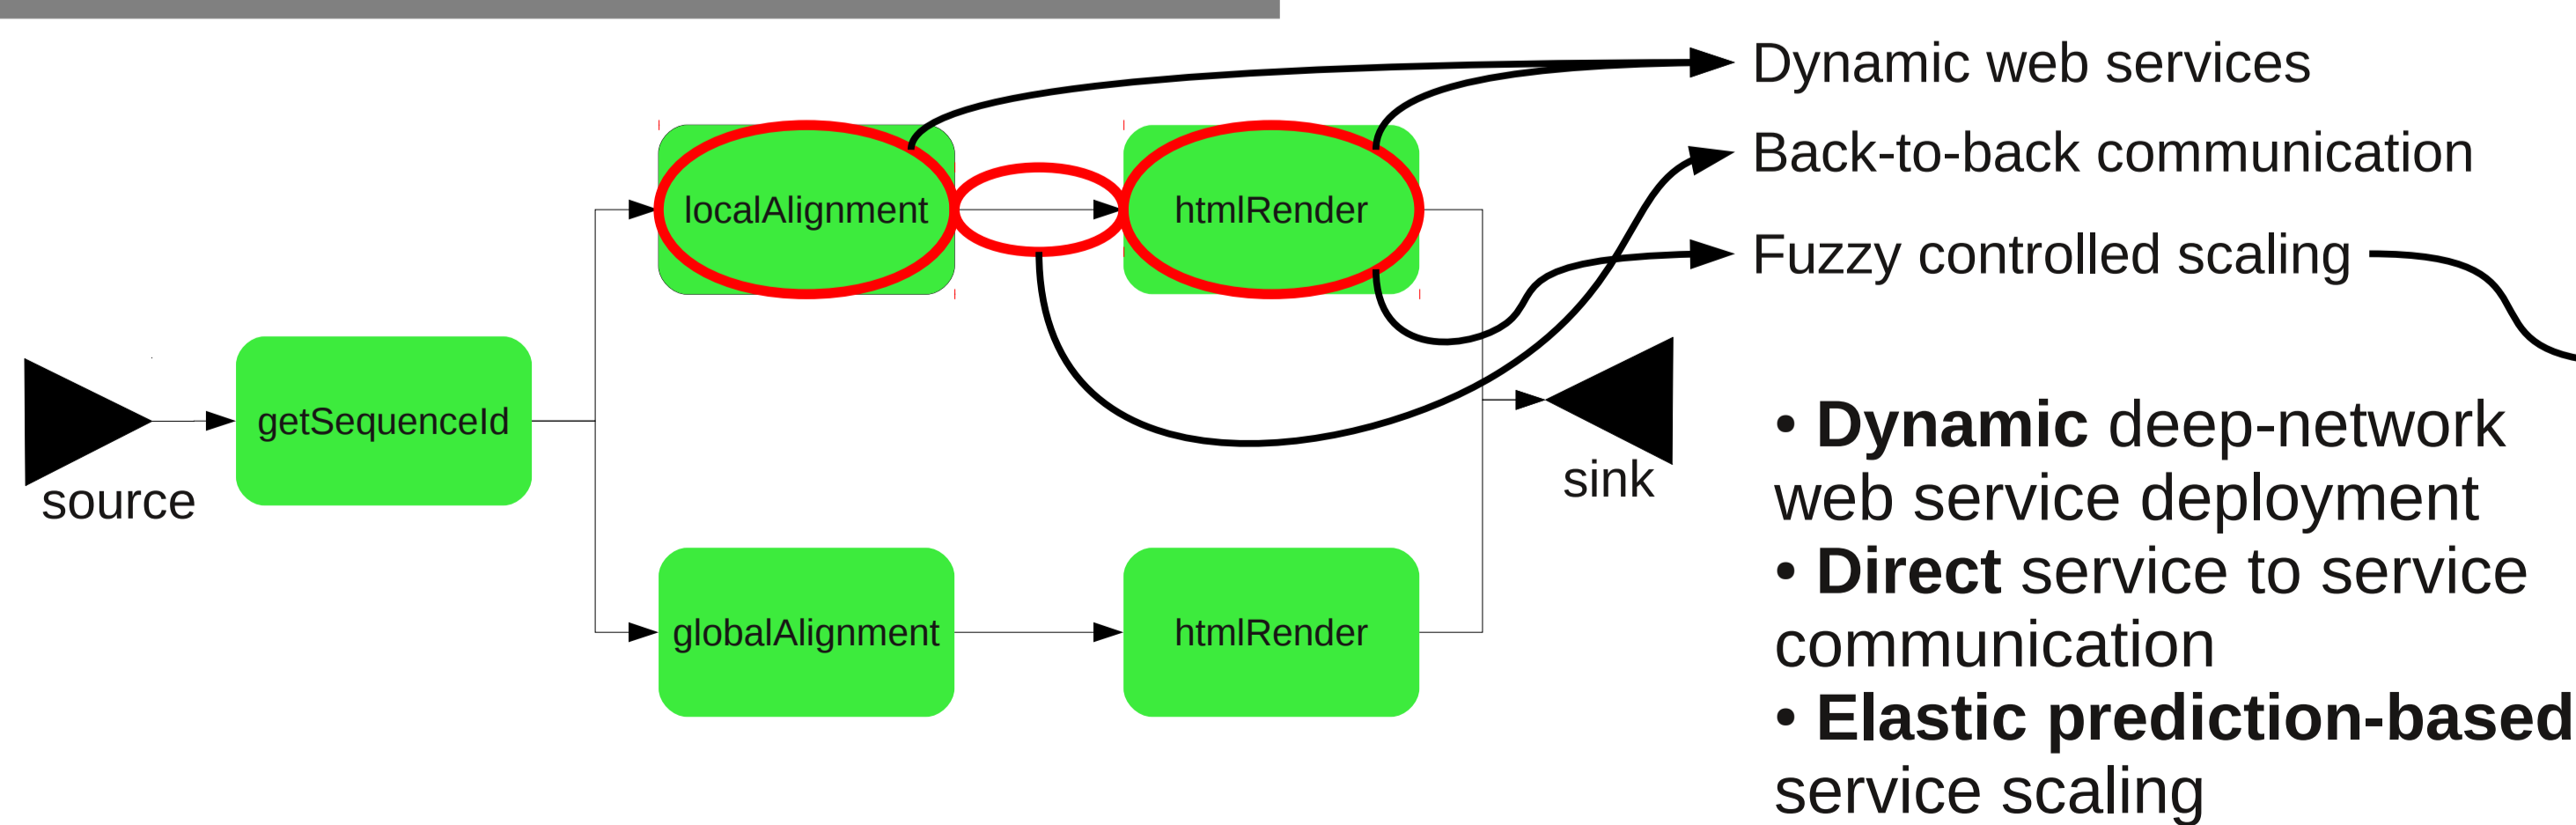 Dynamic web services
Back-to-back communication
Fuzzy controlled scaling
localAlignment
htmlRender
getSequenceId
source
sink
globalAlignment
htmlRender
• Dynamic deep-network
web service deployment
• Direct service to service
communication
• Elastic prediction-based
service scaling